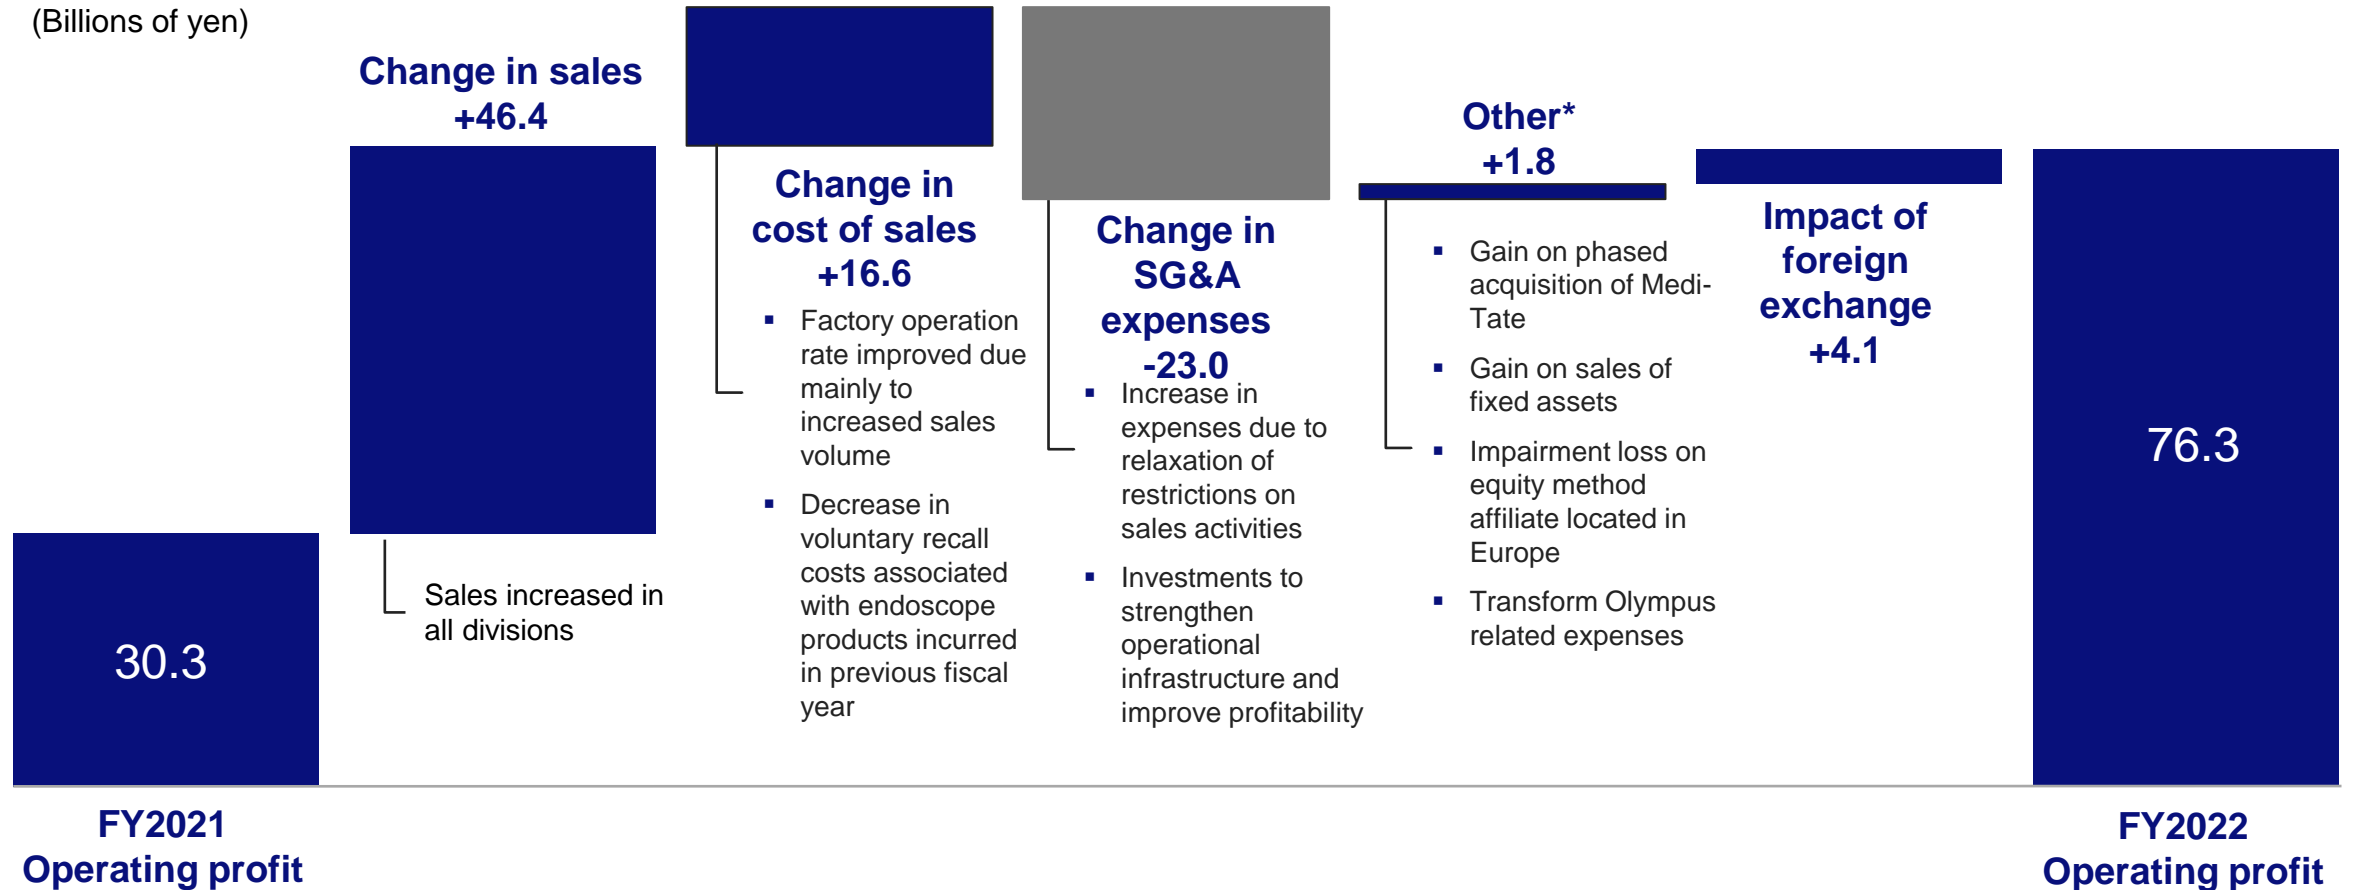 (Billions of yen)
Change in sales
+46.4
Sales increased in
all divisions
30.3
FY2021
Operating profit
Change in
cost of sales
+16.6
▪ Factory operation
rate improved due
mainly to
increased sales
volume
▪ Decrease in
voluntary recall
costs associated
with endoscope
products incurred
in previous fiscal
year
Change in
SG&A
expenses
-23.0
▪ Increase in
expenses due to
relaxation of
restrictions on
sales activities
▪ Investments to
strengthen
operational
infrastructure and
improve profitability
Other*
+1.8
▪ Gain on phased
acquisition of Medi-
Tate
▪ Gain on sales of
fixed assets
▪ Impairment loss on
equity method
affiliate located in
Europe
▪ Transform Olympus
related expenses
Impact of
foreign
exchange
+4.1
76.3
FY2022
Operating profit